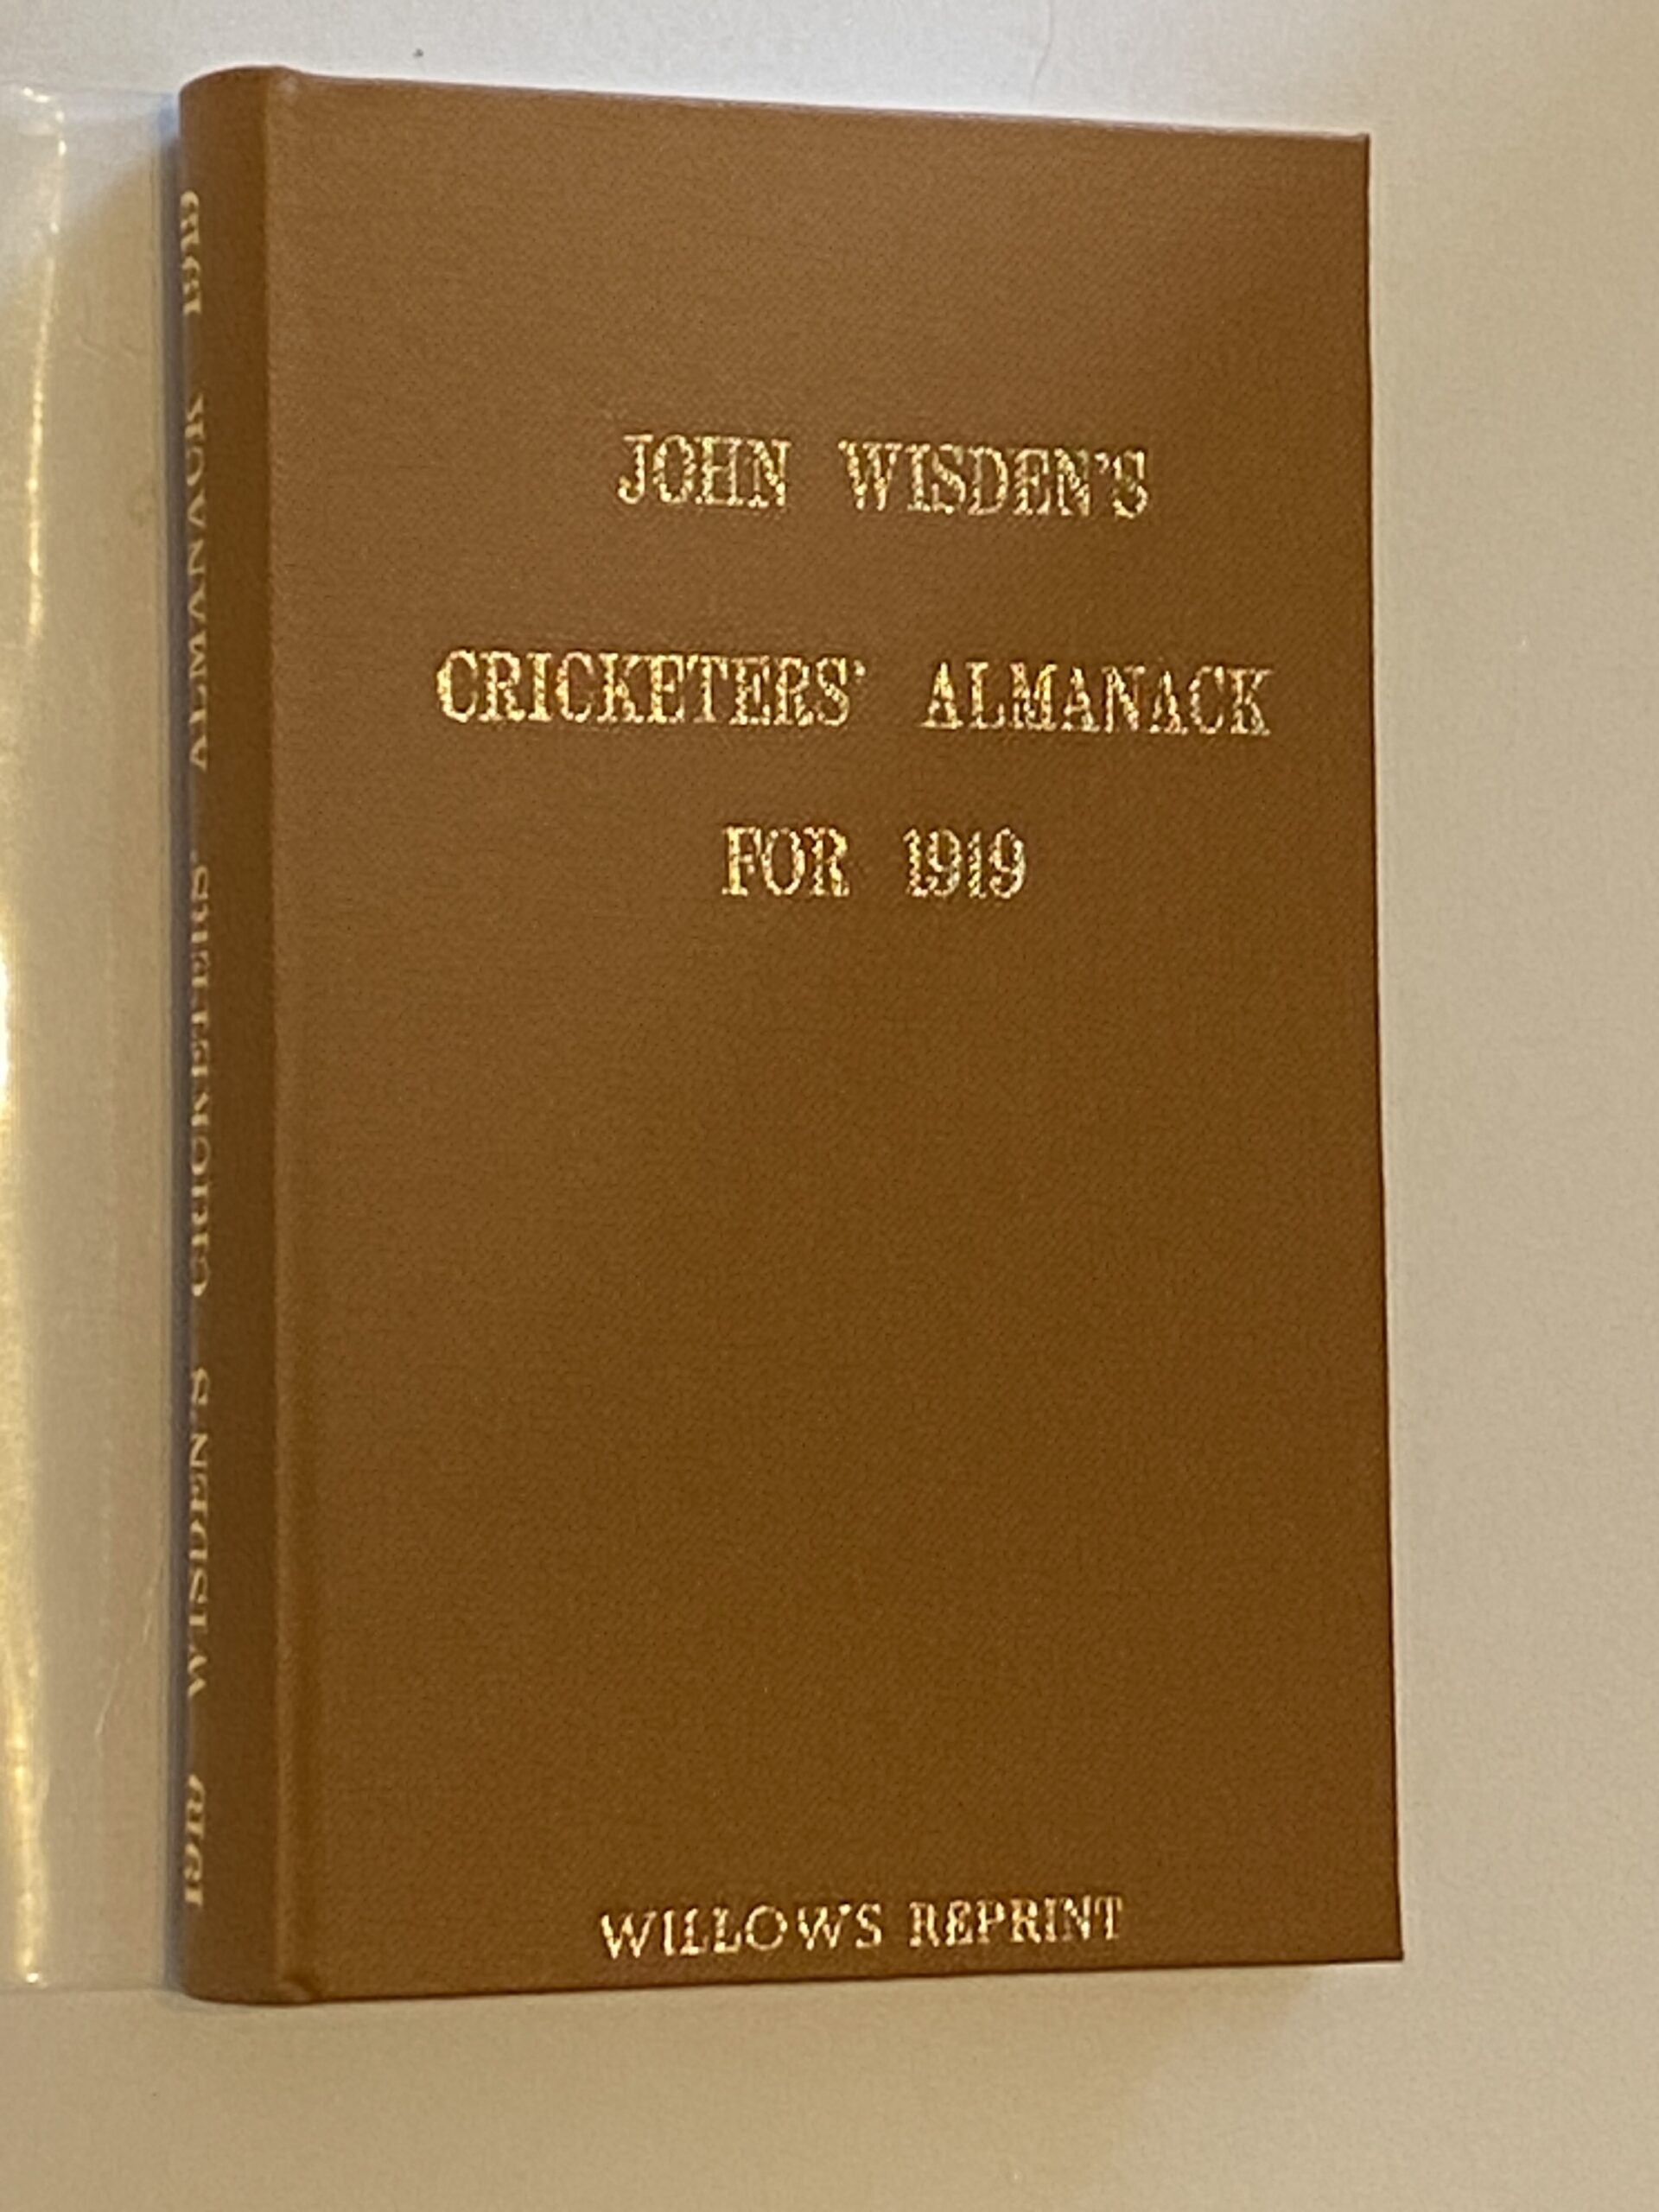 JOHN WISDEN'S
CRICKETERS' ALMANACK
FOR 1919
WILLOWS REPRINT
1919 WISDEN'S CRICKETERS' ALMANACK 1919